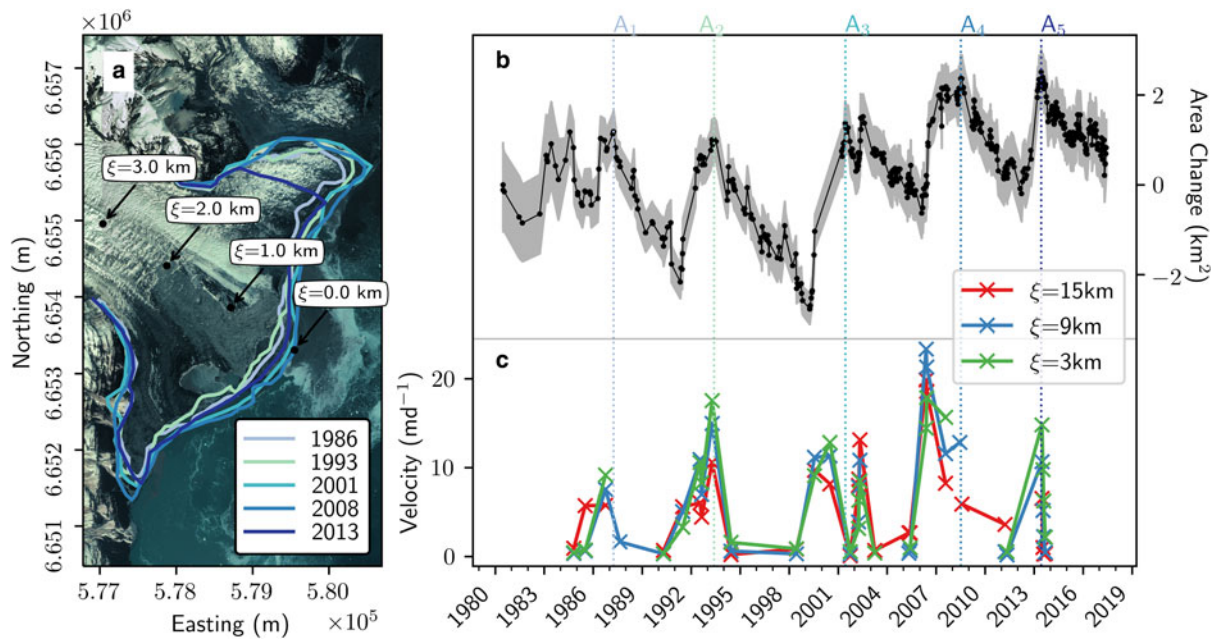 ×10⁶
A₁ A₂ A₃ A₄ A₅
a
b
c
6.657
6.656
6.655
6.654
6.653
6.652
6.651
Northing (m)
ξ=3.0 km
ξ=2.0 km
ξ=1.0 km
ξ=0.0 km
1986
1993
2001
2008
2013
5.77 5.78 5.79 5.80
Easting (m)
×10⁵
2
0
−2
Area Change (km²)
ξ=15km
ξ=9km
ξ=3km
20
10
0
Velocity (md⁻¹)
1980 1983 1986 1989 1992 1995 1998 2001 2004 2007 2010 2013 2016 2019